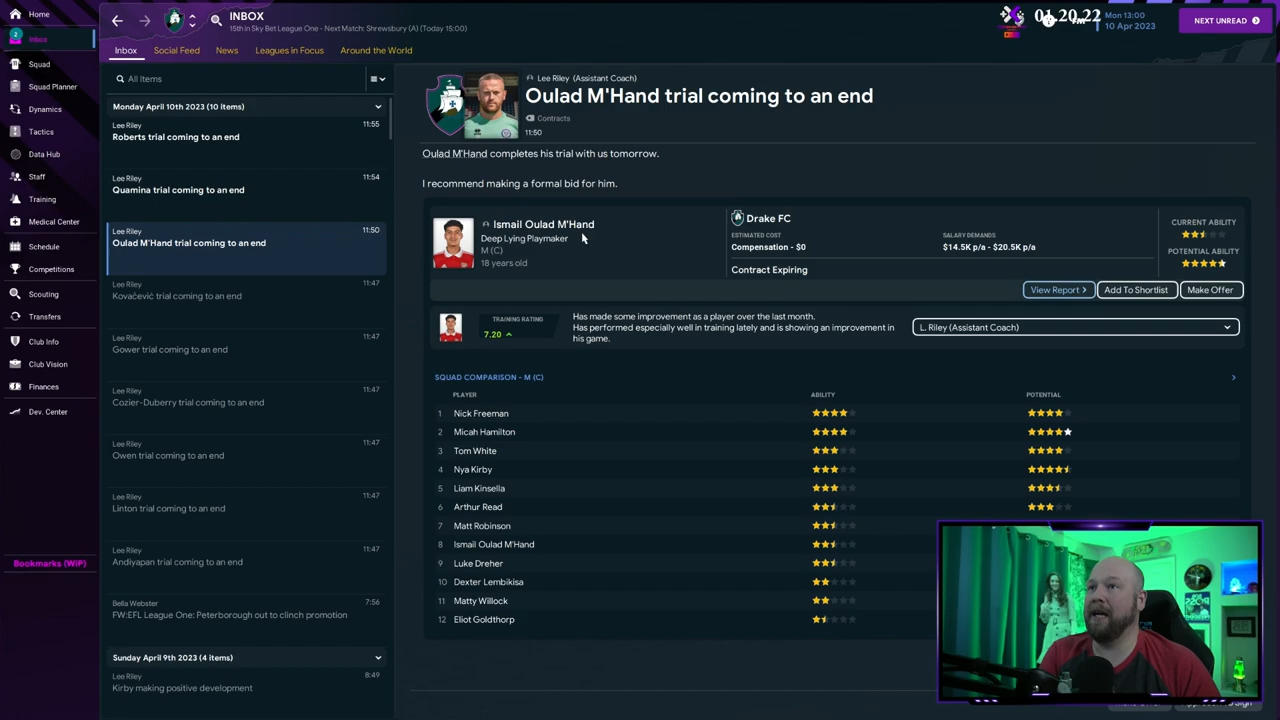 Home
2
Inbox
Squad
Squad Planner
Dynamics
Tactics
Data Hub
Staff
Training
Medical Center
Schedule
Competitions
Scouting
Transfers
Club Info
Club Vision
Finances
Dev. Center
Bookmarks (WiP)
INBOX
15th in Sky Bet League One - Next Match: Shrewsbury (A) (Today 15:00)
01.20.22
Mon 13:00
10 Apr 2023
NEXT UNREAD
Inbox
Social Feed
News
Leagues in Focus
Around the World
All Items
Monday April 10th 2023 (10 items)
Lee Riley 11:55
Roberts trial coming to an end
Lee Riley 11:54
Quamina trial coming to an end
Lee Riley 11:50
Oulad M'Hand trial coming to an end
Lee Riley 11:47
Kovačević trial coming to an end
Lee Riley 11:47
Gower trial coming to an end
Lee Riley 11:47
Cozier-Duberry trial coming to an end
Lee Riley 11:47
Owen trial coming to an end
Lee Riley 11:47
Linton trial coming to an end
Lee Riley 11:47
Andiyapan trial coming to an end
Bella Webster 7:56
FW:EFL League One: Peterborough out to clinch promotion
Sunday April 9th 2023 (4 items)
Lee Riley 8:49
Kirby making positive development
Lee Riley (Assistant Coach)
Oulad M'Hand trial coming to an end
Contracts
11:50
Oulad M'Hand completes his trial with us tomorrow.
I recommend making a formal bid for him.
Ismail Oulad M'Hand
Deep Lying Playmaker
M (C)
18 years old
Drake FC
ESTIMATED COST SALARY DEMANDS
Compensation - $0 $14.5K p/a - $20.5K p/a
Contract Expiring
CURRENT ABILITY
POTENTIAL ABILITY
View Report
Add To Shortlist
Make Offer
TRAINING RATING
7.20
Has made some improvement as a player over the last month.
Has performed especially well in training lately and is showing an improvement in
his game.
L. Riley (Assistant Coach)
SQUAD COMPARISON - M (C)
PLAYER ABILITY POTENTIAL
1 Nick Freeman
2 Micah Hamilton
3 Tom White
4 Nya Kirby
5 Liam Kinsella
6 Arthur Read
7 Matt Robinson
8 Ismail Oulad M'Hand
9 Luke Dreher
10 Dexter Lembikisa
11 Matty Willock
12 Eliot Goldthorp